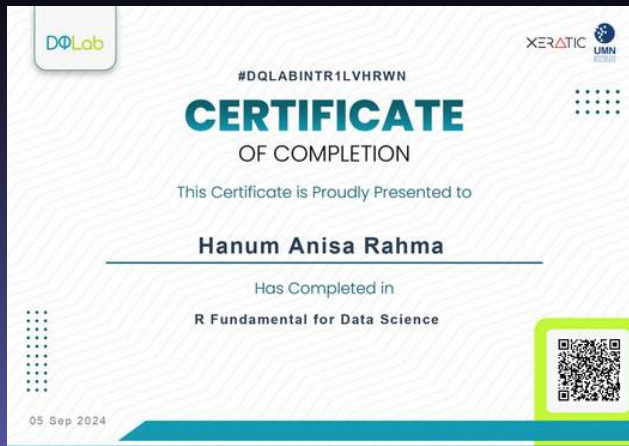 DQLab
XERATIC
UMN
#DQLABINTR1LVHRWN
CERTIFICATE
OF COMPLETION
This Certificate is Proudly Presented to
Hanum Anisa Rahma
Has Completed in
R Fundamental for Data Science
05 Sep 2024